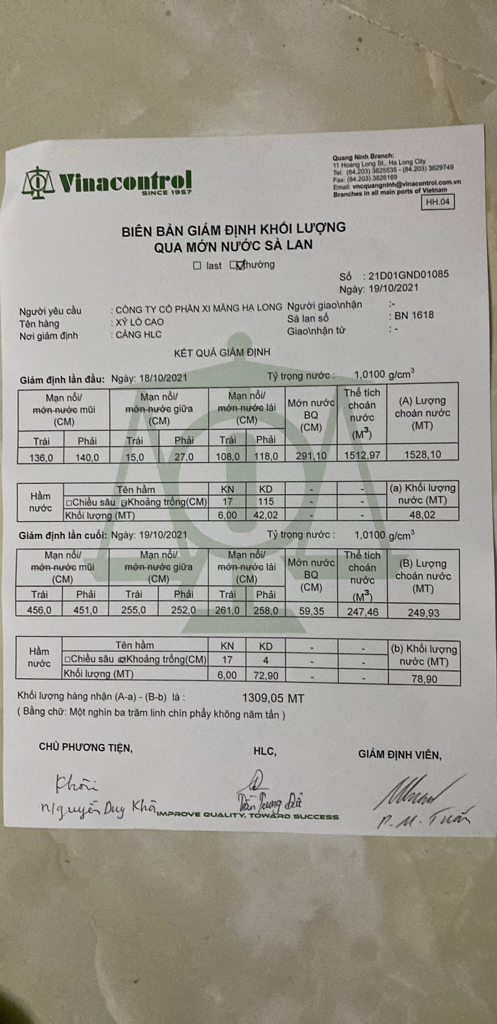 Vinacontrol
SINCE 1957
Quang Ninh Branch:
11 Hoang Long St., Ha Long City
Tel: (84.203) 3825535 - (84.203) 3629749
Fax: (84.203) 3826169
Email: vncquangninh@vinacontrol.com.vn
Branches in all main ports of Vietnam
HH.04
BIÊN BẢN GIÁM ĐỊNH KHỐI LƯỢNG
QUA MỚN NƯỚC SÀ LAN
☐ last ☑ thường
Số : 21D01GND01085
Ngày: 19/10/2021
Người yêu cầu : CÔNG TY CỔ PHẦN XI MĂNG HẠ LONG Người giao\nhận :-
Tên hàng : XỶ LÒ CAO Sà lan số : BN 1618
Nơi giám định : CẢNG HLC Giao\nhận từ : -
KẾT QUẢ GIÁM ĐỊNH
Giám định lần đầu: Ngày: 18/10/2021 Tỷ trọng nước : 1,0100 g/cm3
Mạn nổi/ món nước mũi (CM) Mạn nổi/ món nước giữa (CM) Mạn nổi/ món nước lái (CM) Món nước BQ (CM) Thể tích choán nước (M3) (A) Lượng choán nước (MT)
Trái Phải Trái Phải Trái Phải
136,0 140,0 15,0 27,0 108,0 118,0 291,10 1512,97 1528,10
Hầm nước Tên hầm KN KD - - (a) Khối lượng nước (MT)
☐Chiều sâu ☑Khoảng trống(CM) 17 115 - -
Khối lượng (MT) 6,00 42,02 - - 48,02
Giám định lần cuối: Ngày: 19/10/2021 Tỷ trọng nước : 1,0100 g/cm3
Mạn nổi/ món nước mũi (CM) Mạn nổi/ món nước giữa (CM) Mạn nổi/ món nước lái (CM) Món nước BQ (CM) Thể tích choán nước (M3) (B) Lượng choán nước (MT)
Trái Phải Trái Phải Trái Phải
456,0 451,0 255,0 252,0 261,0 258,0 59,35 247,46 249,93
Hầm nước Tên hầm KN KD - - (b) Khối lượng nước (MT)
☐Chiều sâu ☑Khoảng trống(CM) 17 4 - -
Khối lượng (MT) 6,00 72,90 - - 78,90
Khối lượng hàng nhận (A-a) - (B-b) là : 1309,05 MT
( Bằng chữ: Một nghìn ba trăm linh chín phẩy không năm tấn )
CHỦ PHƯƠNG TIỆN, HLC, GIÁM ĐỊNH VIÊN,
Khôi
Nguyễn Duy Khô
P. M. Tuấn
IMPROVE QUALITY, TOWARD SUCCESS